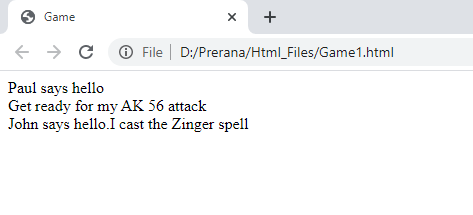 Game
File
D:/Prerana/Html_Files/Game1.html
Paul says hello
Get ready for my AK 56 attack
John says hello.I cast the Zinger spell